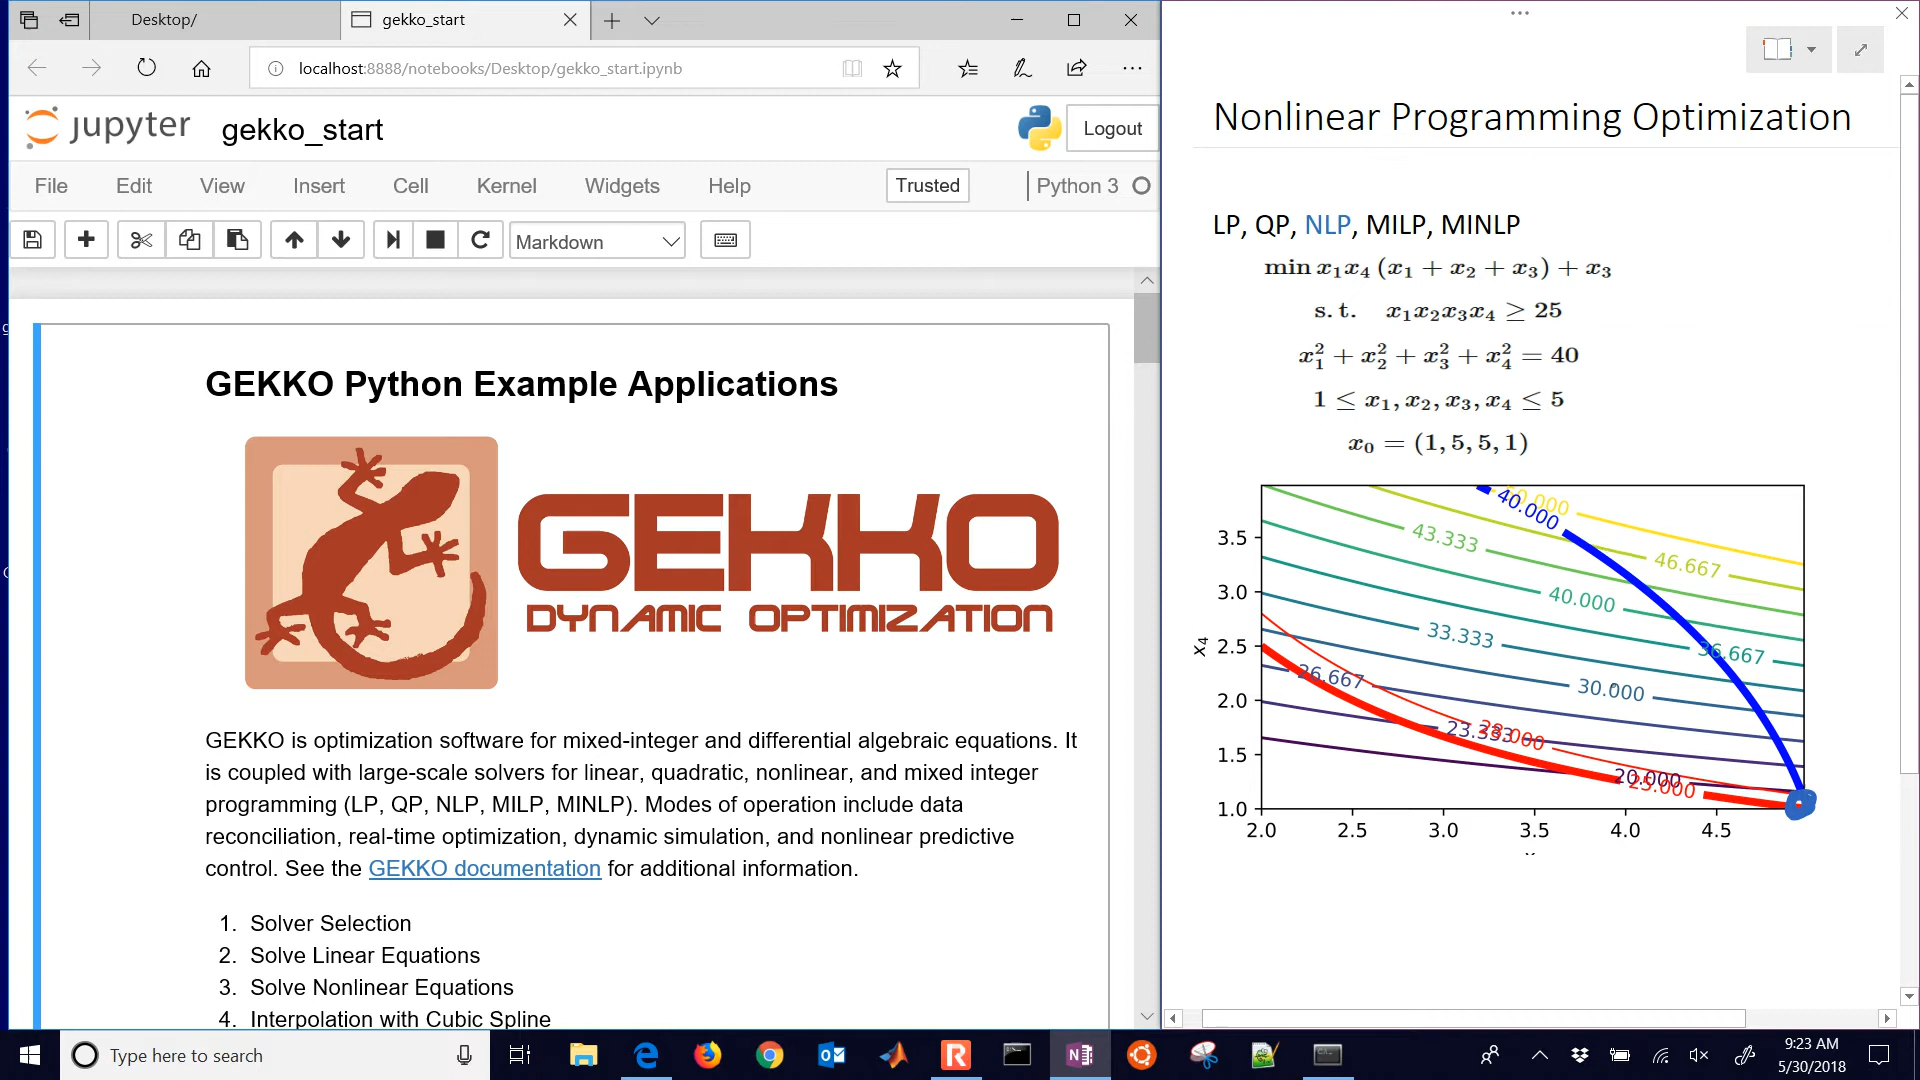 Desktop/
gekko_start
localhost:8888/notebooks/Desktop/gekko_start.ipynb
jupyter gekko_start
Logout
File Edit View Insert Cell Kernel Widgets Help
Trusted
Python 3
Markdown
GEKKO Python Example Applications
GEKKO
DYNAMIC OPTIMIZATION
GEKKO is optimization software for mixed-integer and differential algebraic equations. It
is coupled with large-scale solvers for linear, quadratic, nonlinear, and mixed integer
programming (LP, QP, NLP, MILP, MINLP). Modes of operation include data
reconciliation, real-time optimization, dynamic simulation, and nonlinear predictive
control. See the GEKKO documentation for additional information.
1. Solver Selection
2. Solve Linear Equations
3. Solve Nonlinear Equations
4. Interpolation with Cubic Spline
Nonlinear Programming Optimization
LP, QP, NLP, MILP, MINLP
min x₁x₄ (x₁ + x₂ + x₃) + x₃
s.t. x₁x₂x₃x₄ ≥ 25
x₁² + x₂² + x₃² + x₄² = 40
1 ≤ x₁, x₂, x₃, x₄ ≤ 5
x₀ = (1, 5, 5, 1)
40.000
43.333
46.667
3.5
40.000
3.0
33.333
36.667
x₄
2.5
26.667
30.000
2.0
23.333
28.000
1.5
20.000
25.000
1.0
2.0 2.5 3.0 3.5 4.0 4.5
Type here to search
9:23 AM
5/30/2018